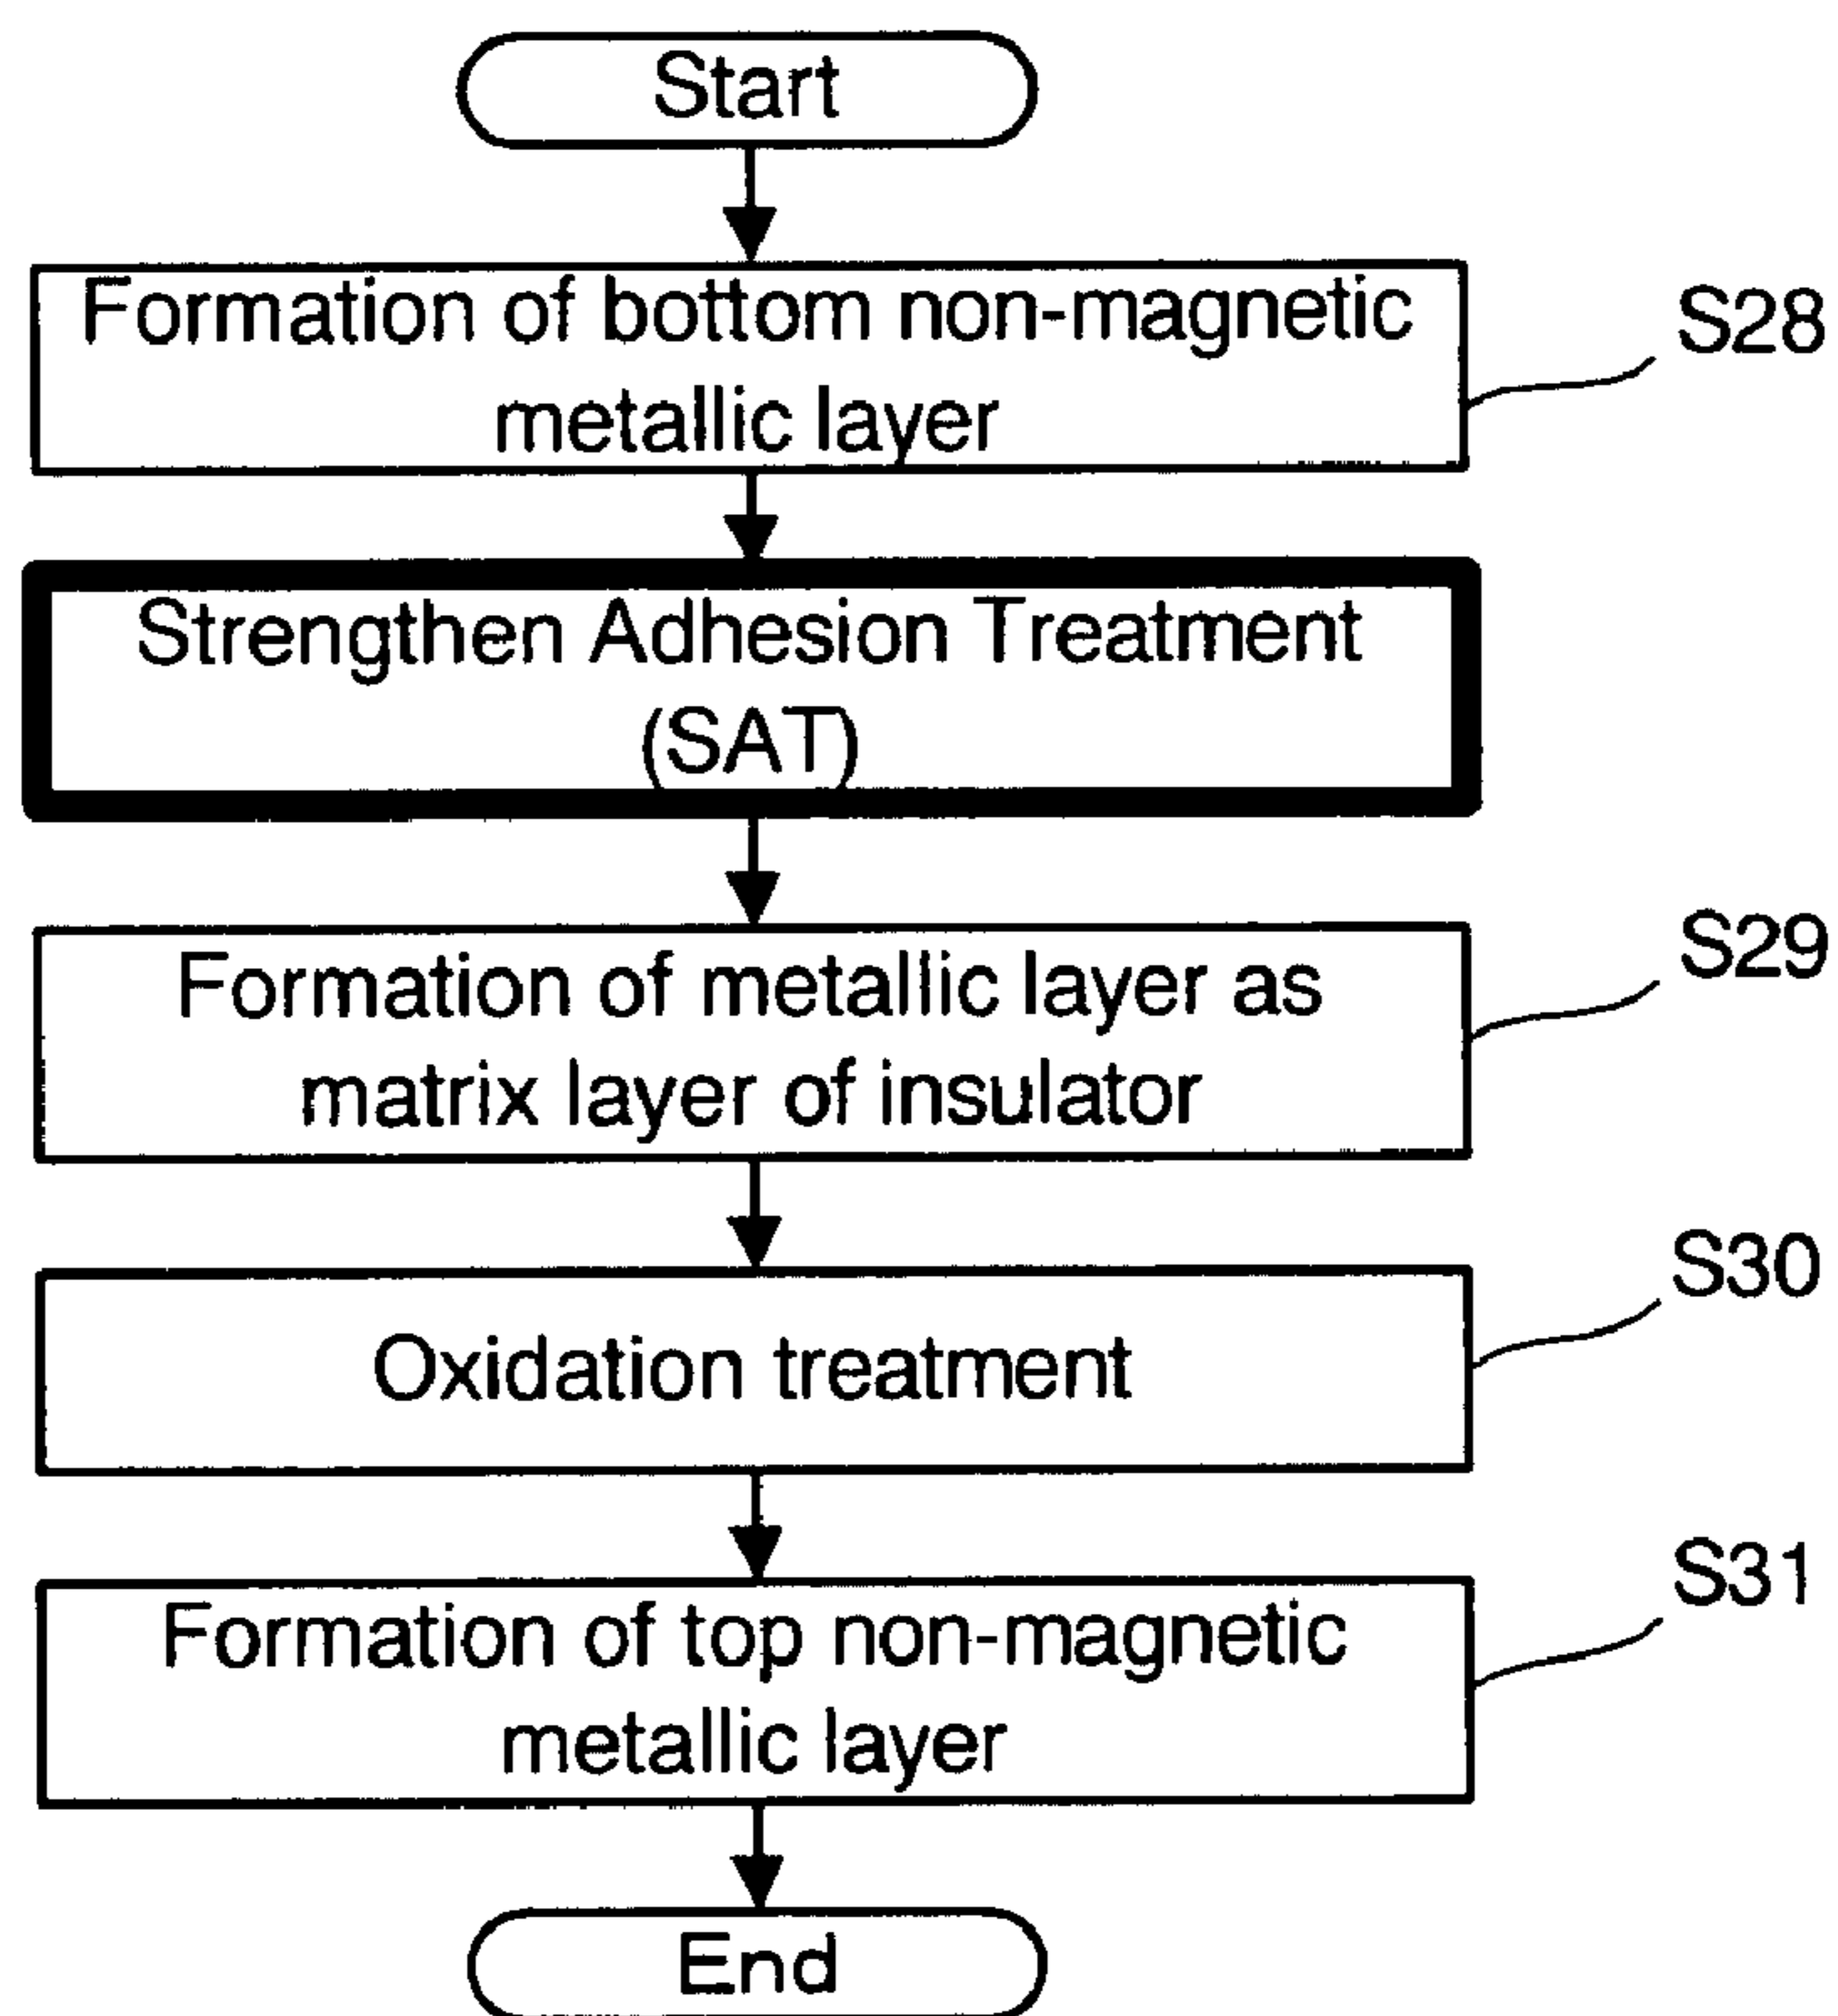 Start
Formation of bottom non-magnetic
metallic layer
S28
Strengthen Adhesion Treatment
(SAT)
Formation of metallic layer as
matrix layer of insulator
S29
Oxidation treatment
S30
Formation of top non-magnetic
metallic layer
S31
End